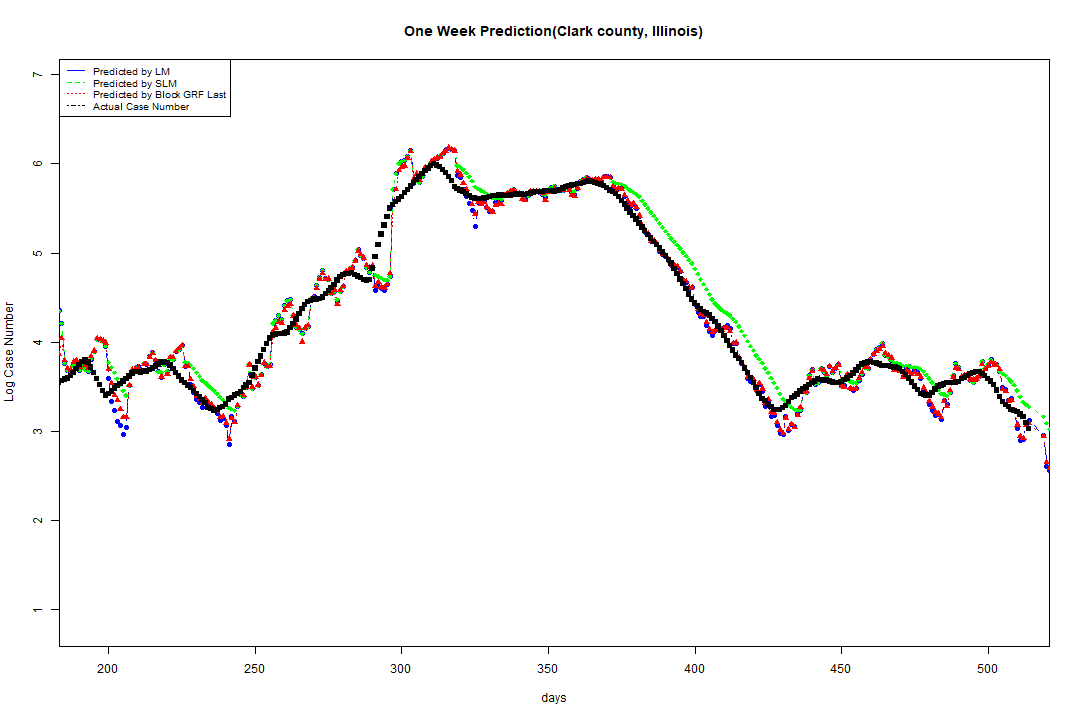 One Week Prediction(Clark county, Illinois)
Predicted by LM
Predicted by SLM
Predicted by Block GRF Last
Actual Case Number
7
6
5
4
3
2
1
Log Case Number
200 250 300 350 400 450 500
days